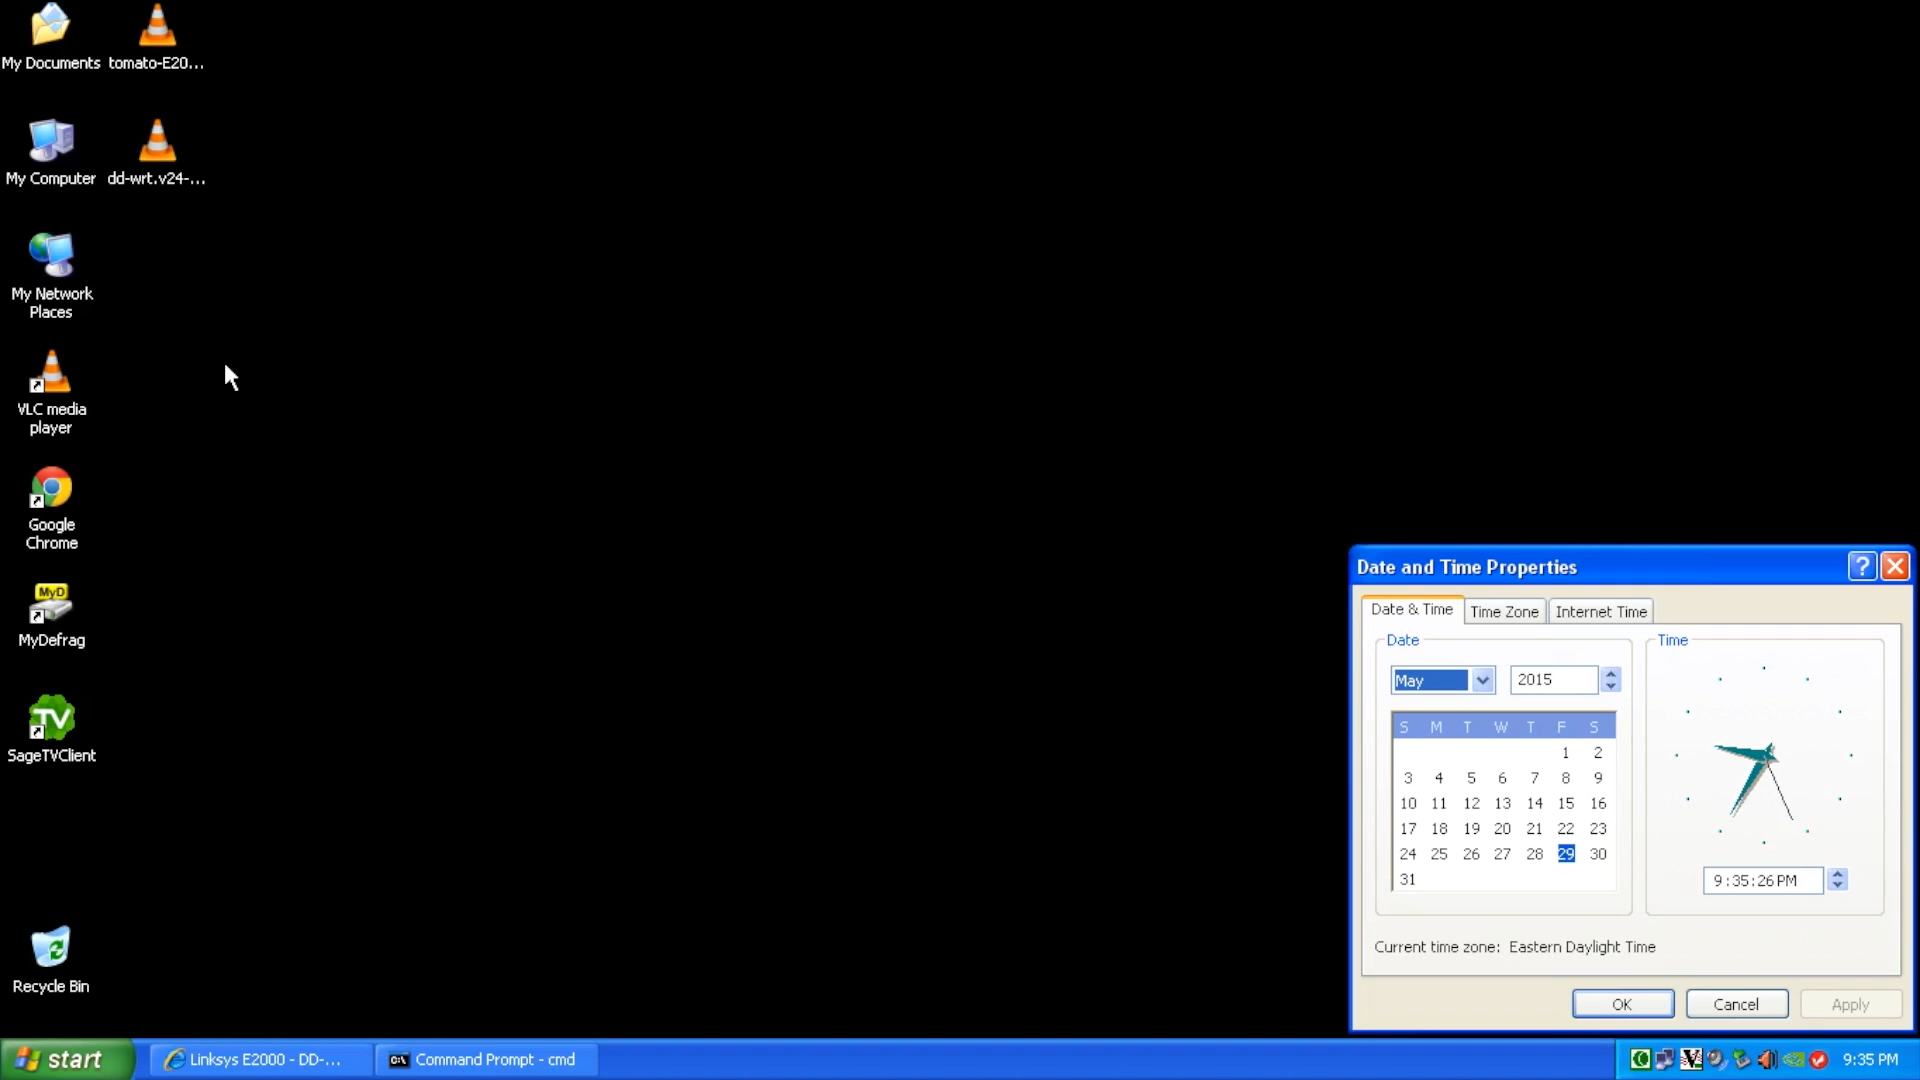 My Documents
tomato-E20...
My Computer
dd-wrt.v24-...
My Network
Places
VLC media
player
Google
Chrome
MyD
MyDefrag
TV
SageTVClient
Recycle Bin
Date and Time Properties
Date & Time
Time Zone
Internet Time
Date
May
2015
S M T W T F S
1 2
3 4 5 6 7 8 9
10 11 12 13 14 15 16
17 18 19 20 21 22 23
24 25 26 27 28 29 30
31
Time
9:35:26 PM
Current time zone: Eastern Daylight Time
OK
Cancel
Apply
start
Linksys E2000 - DD-...
C:\
Command Prompt - cmd
9:35 PM